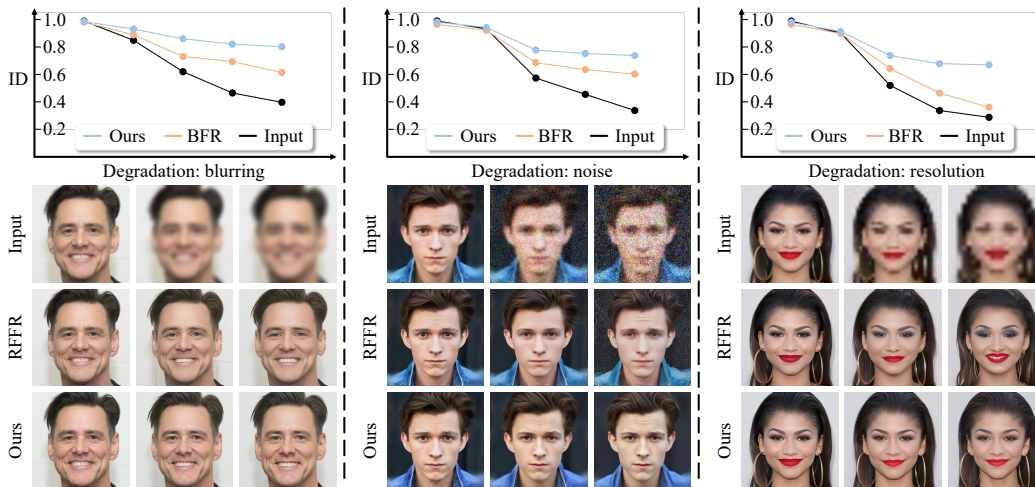 1.0
0.8
ID 0.6
0.4
0.2
Ours BFR Input
Degradation: blurring
1.0
0.8
ID 0.6
0.4
0.2
Ours BFR Input
Degradation: noise
1.0
0.8
ID 0.6
0.4
0.2
Ours BFR Input
Degradation: resolution
Input
RFFR
Ours
Input
RFFR
Ours
Input
RFFR
Ours